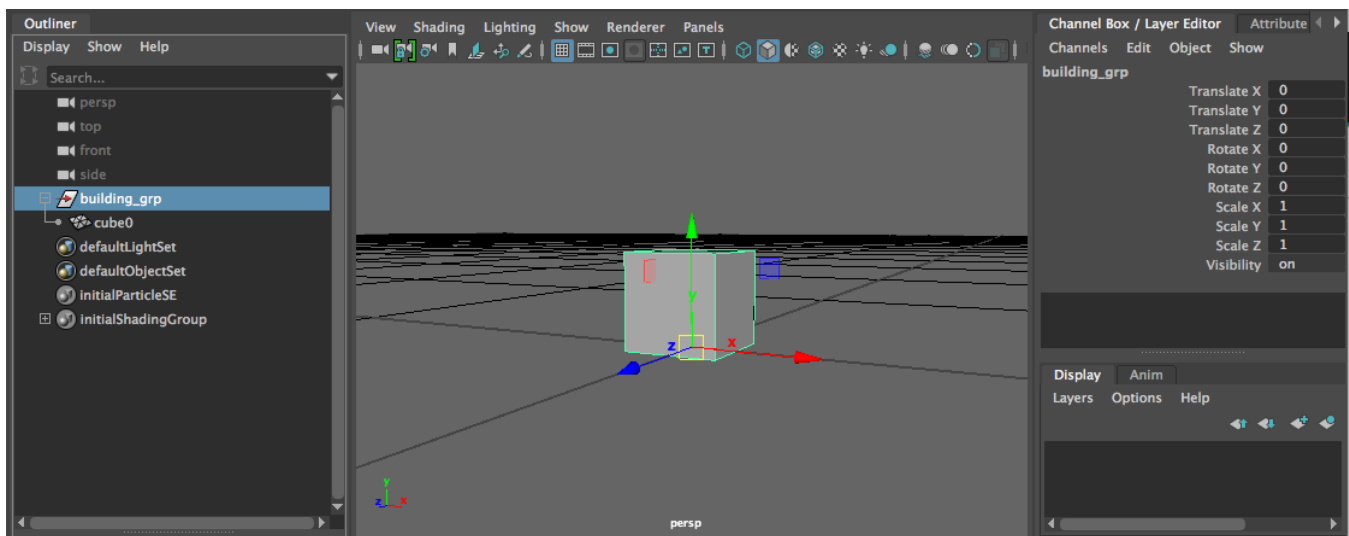 Outliner
Display Show Help
Search...
persp
top
front
side
building_grp
cube0
defaultLightSet
defaultObjectSet
initialParticleSE
initialShadingGroup
View Shading Lighting Show Renderer Panels
T
y
z x
y
z x
persp
Channel Box / Layer Editor Attribute
Channels Edit Object Show
building_grp
Translate X 0
Translate Y 0
Translate Z 0
Rotate X 0
Rotate Y 0
Rotate Z 0
Scale X 1
Scale Y 1
Scale Z 1
Visibility on
Display Anim
Layers Options Help